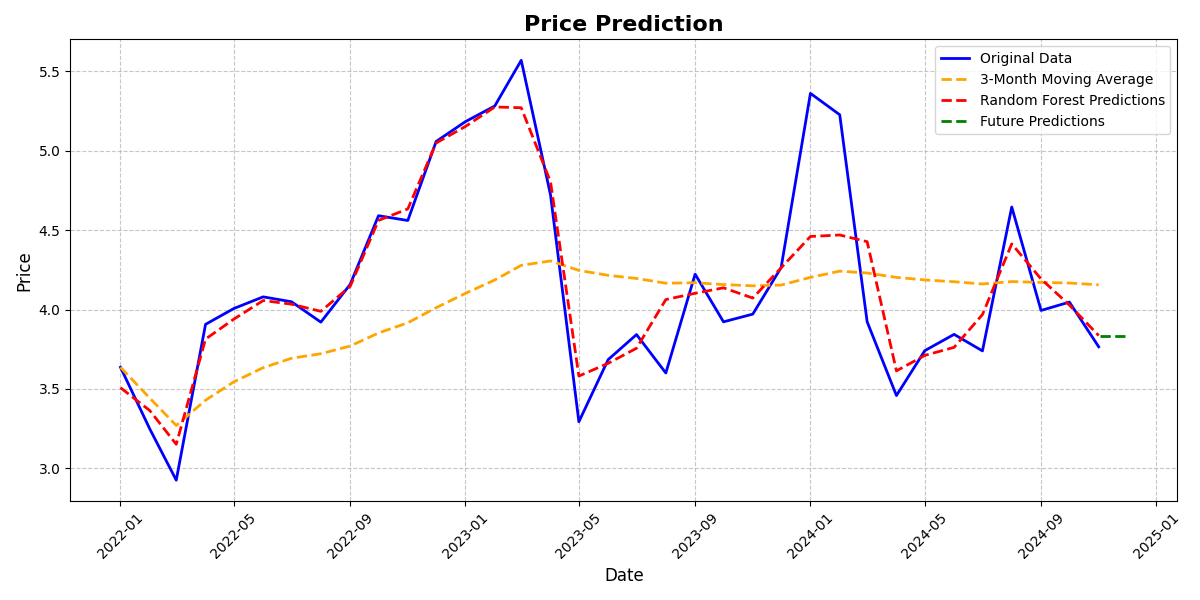 Price Prediction
Original Data
3-Month Moving Average
Random Forest Predictions
Future Predictions
Price
5.5
5.0
4.5
4.0
3.5
3.0
2022-01
2022-05
2022-09
2023-01
2023-05
2023-09
2024-01
2024-05
2024-09
2025-01
Date